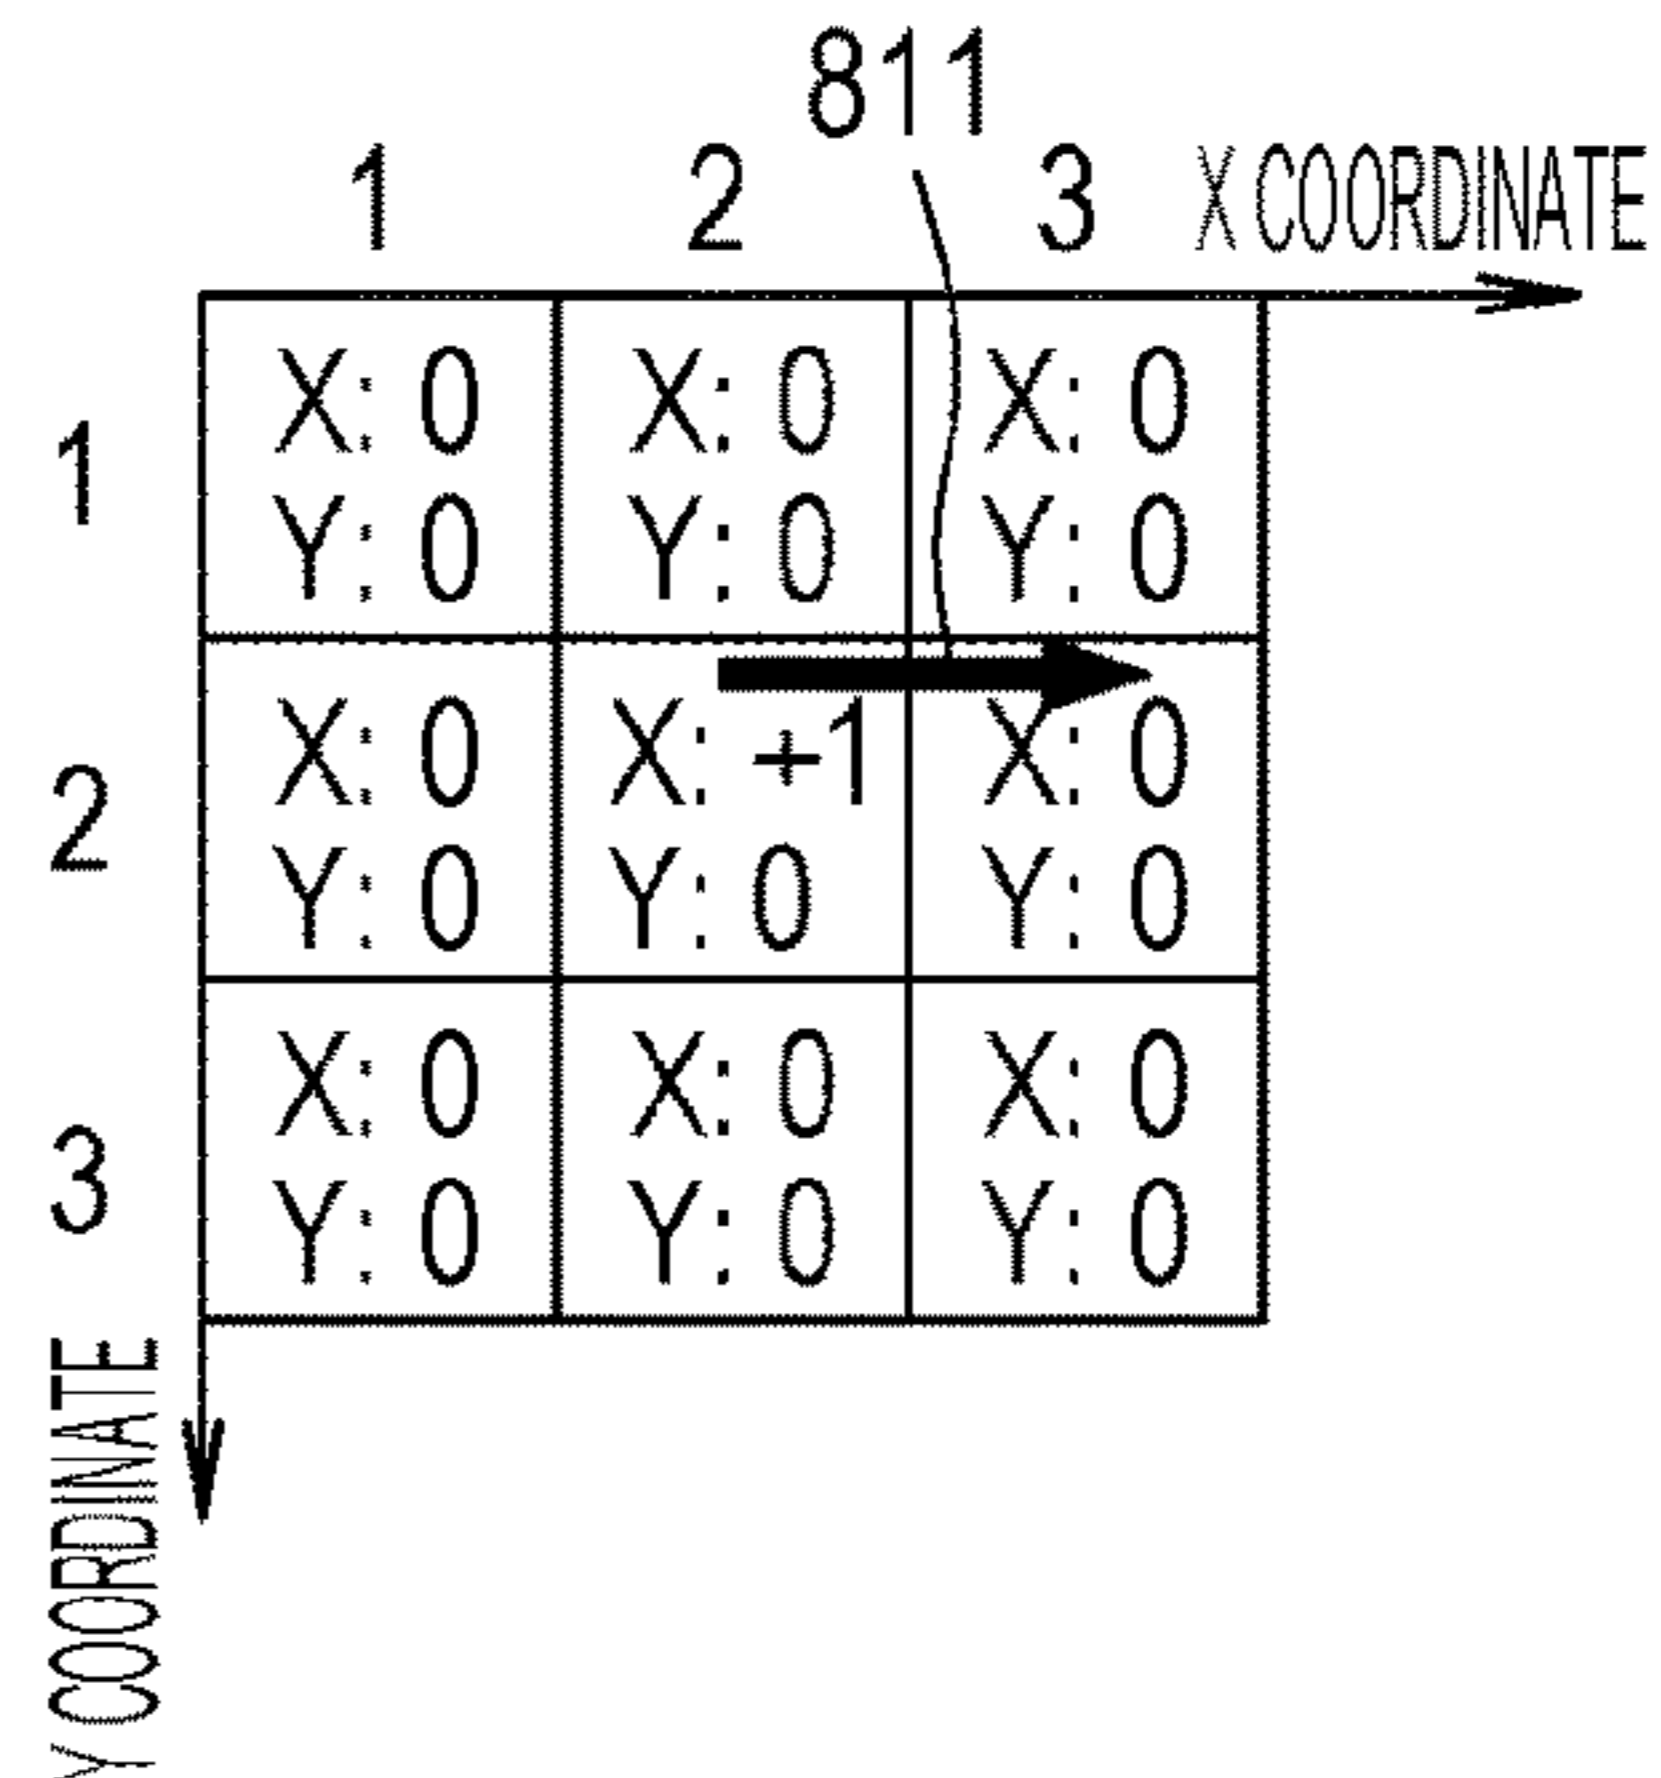 811
1 2 3 X COORDINATE
1
X: 0 X: 0 X: 0
Y: 0 Y: 0 Y: 0
2
X: 0 X: +1 X: 0
Y: 0 Y: 0 Y: 0
3
X: 0 X: 0 X: 0
Y: 0 Y: 0 Y: 0
Y COORDINATE